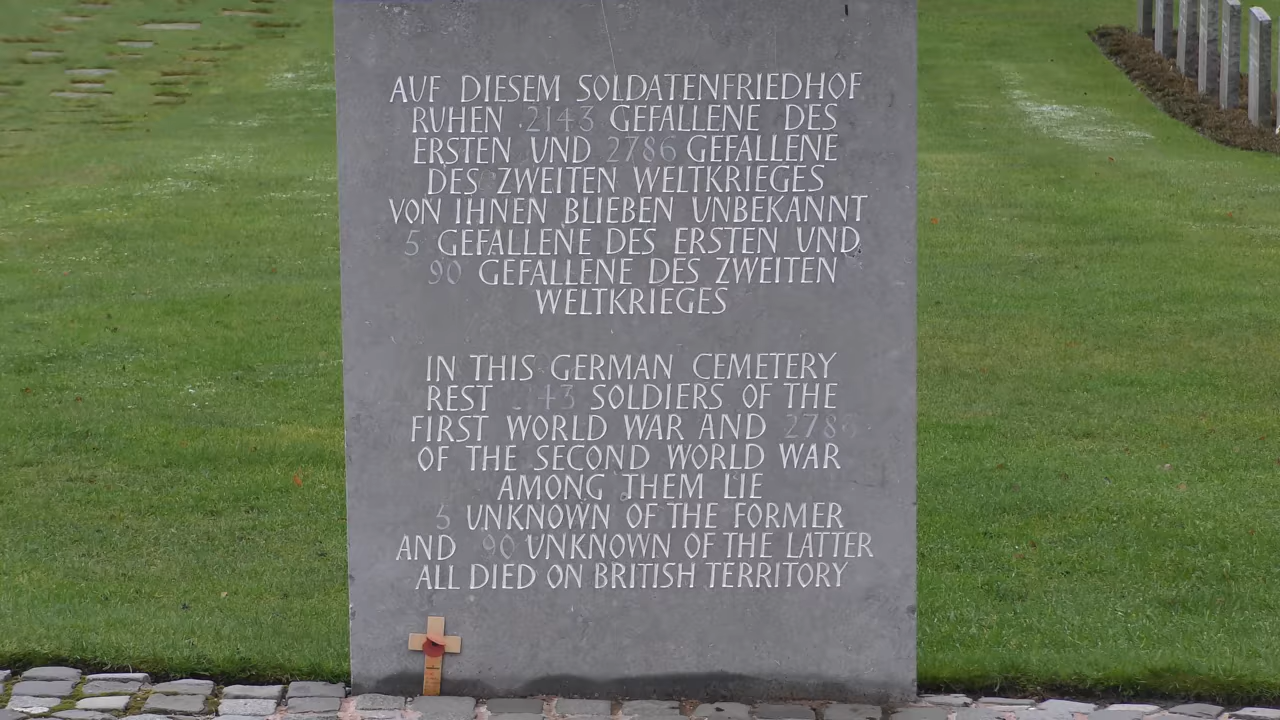 AUF DIESEM SOLDATENFRIEDHOF
RUHEN 2143 GEFALLENE DES
ERSTEN UND 2786 GEFALLENE
DES ZWEITEN WELTKRIEGES
VON IHNEN BLIEBEN UNBEKANNT
5 GEFALLENE DES ERSTEN UND
90 GEFALLENE DES ZWEITEN
WELTKRIEGES
IN THIS GERMAN CEMETERY
REST 2143 SOLDIERS OF THE
FIRST WORLD WAR AND 2786
OF THE SECOND WORLD WAR
AMONG THEM LIE
5 UNKNOWN OF THE FORMER
AND 90 UNKNOWN OF THE LATTER
ALL DIED ON BRITISH TERRITORY